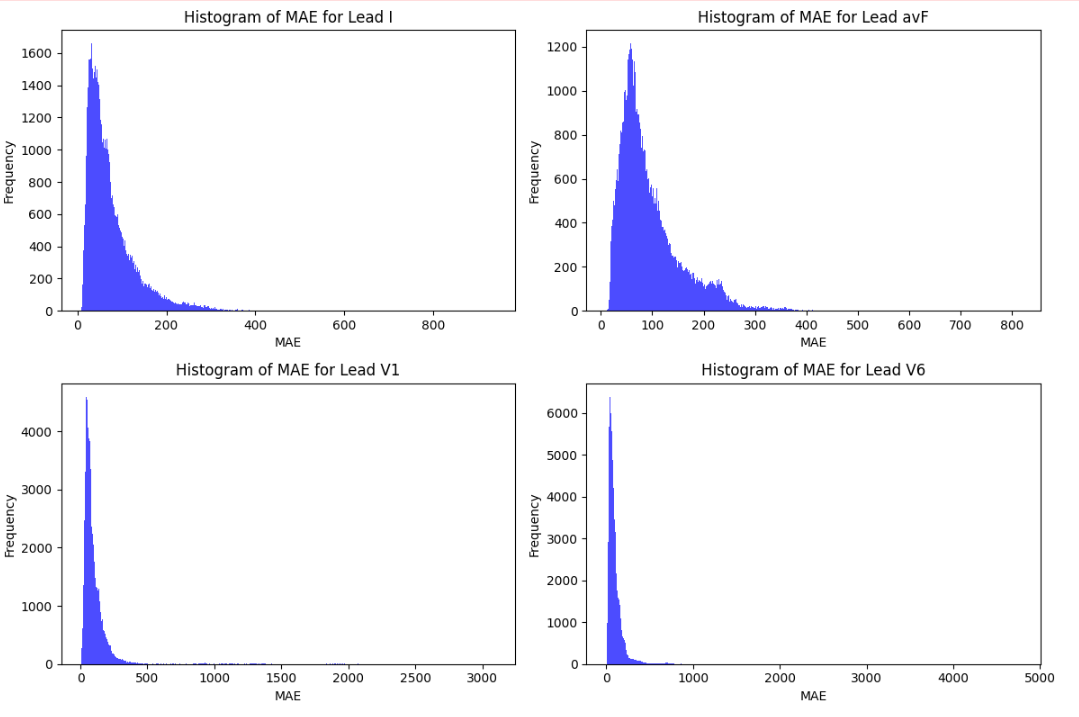 Histogram of MAE for Lead I
Frequency
1600
1400
1200
1000
800
600
400
200
0
0 200 400 600 800
MAE
Histogram of MAE for Lead avF
Frequency
1200
1000
800
600
400
200
0
0 100 200 300 400 500 600 700 800
MAE
Histogram of MAE for Lead V1
Frequency
4000
3000
2000
1000
0
0 500 1000 1500 2000 2500 3000
MAE
Histogram of MAE for Lead V6
Frequency
6000
5000
4000
3000
2000
1000
0
0 1000 2000 3000 4000 5000
MAE